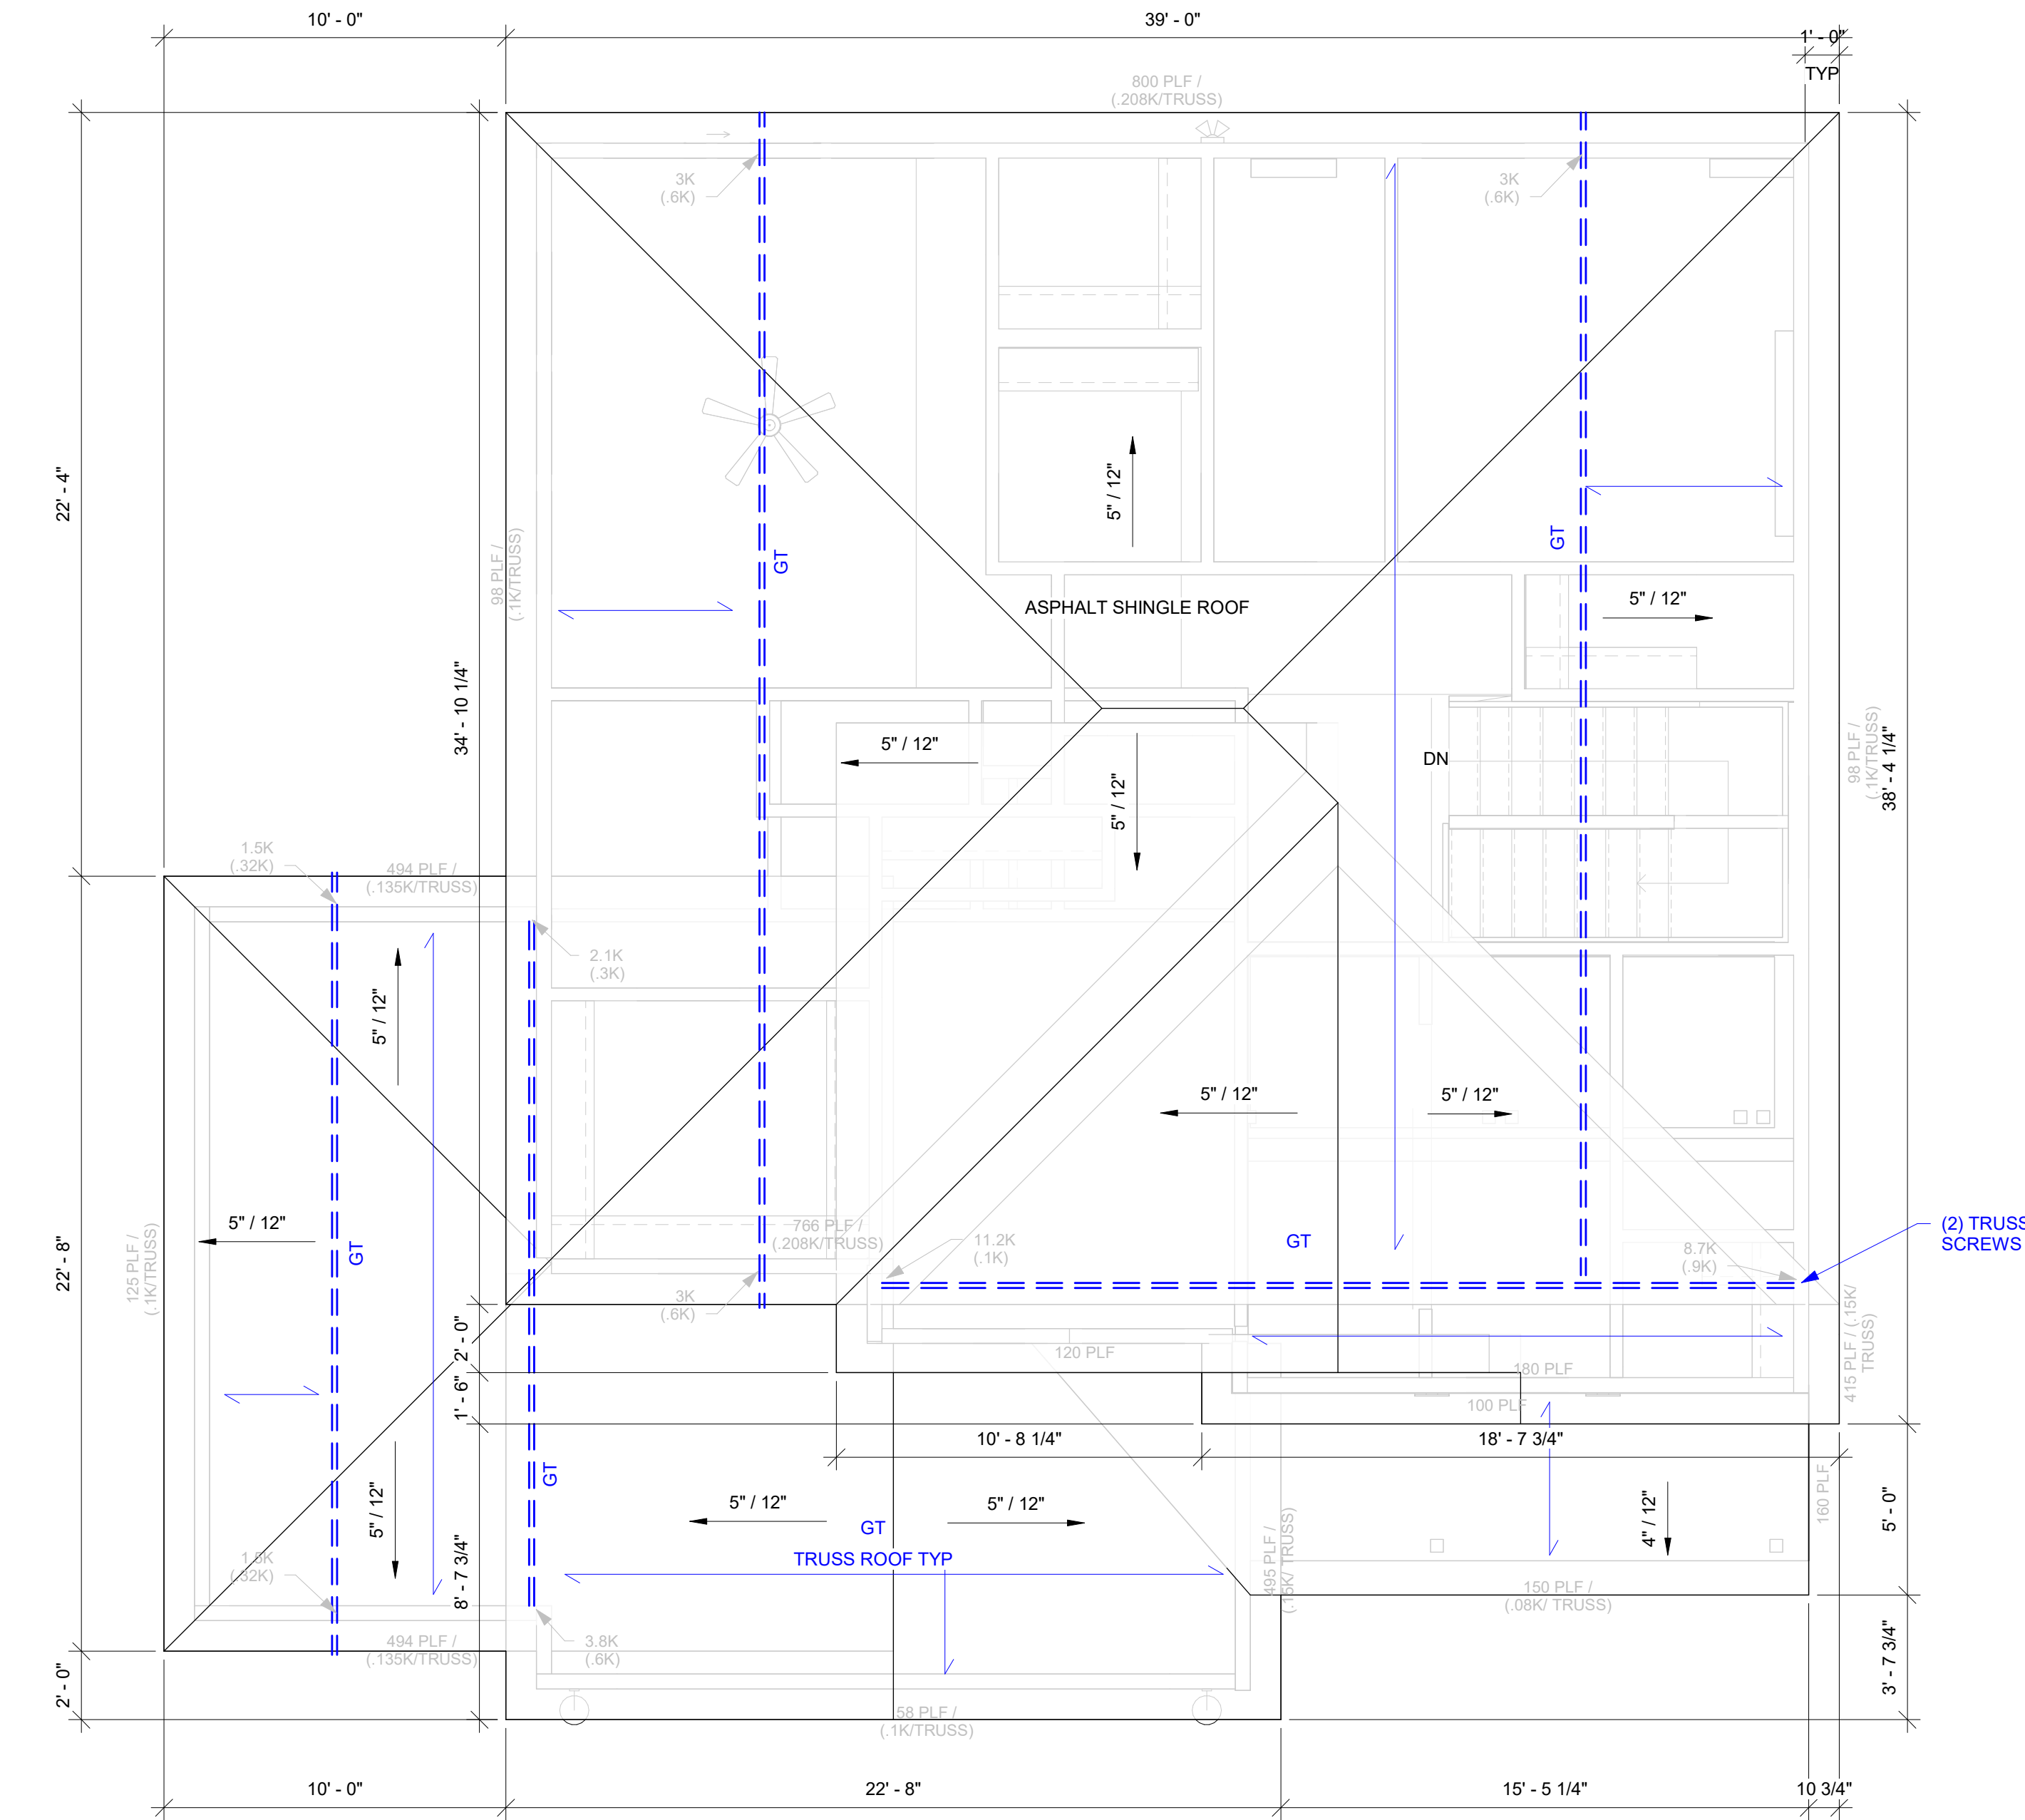 10' - 0"
39' - 0"
1' - 0"
TYP
800 PLF /
(.208K/TRUSS)
3K
(.6K)
3K
(.6K)
22' - 4"
5" / 12"
98 PLF /
(.1K/TRUSS)
GT
GT
ASPHALT SHINGLE ROOF
5" / 12"
34' - 10 1/4"
5" / 12"
5" / 12"
DN
98 PLF /
(.1K/TRUSS)
38' - 4 1/4"
1.5K
(.32K)
494 PLF /
(.135K/TRUSS)
2.1K
(.3K)
5" / 12"
5" / 12"
5" / 12"
125 PLF /
(.1K/TRUSS)
5" / 12"
GT
22' - 8"
766 PLF /
(.208K/TRUSS)
11.2K
(.1K)
GT
8.7K
(.9K)
(2) TRUSS
SCREWS
3K
(.6K)
2' - 0"
120 PLF
180 PLF
415 PLF / (.15K/
TRUSS)
1' - 6"
100 PLF
10' - 8 1/4"
18' - 7 3/4"
GT
5" / 12"
5" / 12"
5" / 12"
GT
TRUSS ROOF TYP
4" / 12"
160 PLF
5' - 0"
1.5K
(.32K)
8' - 7 3/4"
495 PLF /
(.15K/ TRUSS)
150 PLF /
(.08K/ TRUSS)
494 PLF /
(.135K/TRUSS)
3.8K
(.6K)
2' - 0"
3' - 7 3/4"
58 PLF /
(.1K/TRUSS)
10' - 0"
22' - 8"
15' - 5 1/4"
10 3/4"